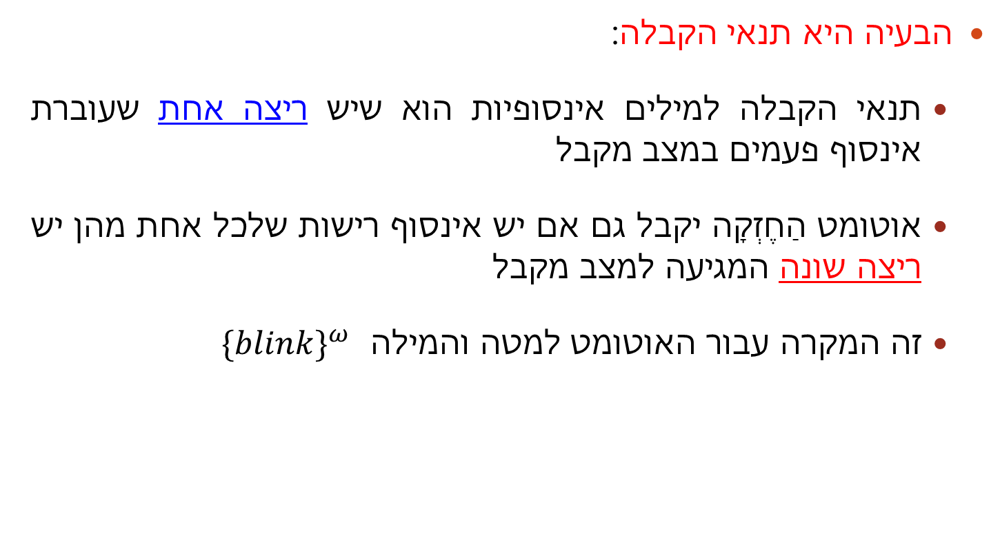 • הבעיה היא תנאי הקבלה:
• תנאי הקבלה למילים אינסופיות הוא שיש ריצה אחת שעוברת
אינסוף פעמים במצב מקבל
• אוטומט הַחֶזְקָה יקבל גם אם יש אינסוף רישות שלכל אחת מהן יש
ריצה שונה המגיעה למצב מקבל
• זה המקרה עבור האוטומט למטה והמילה {blink}^ω